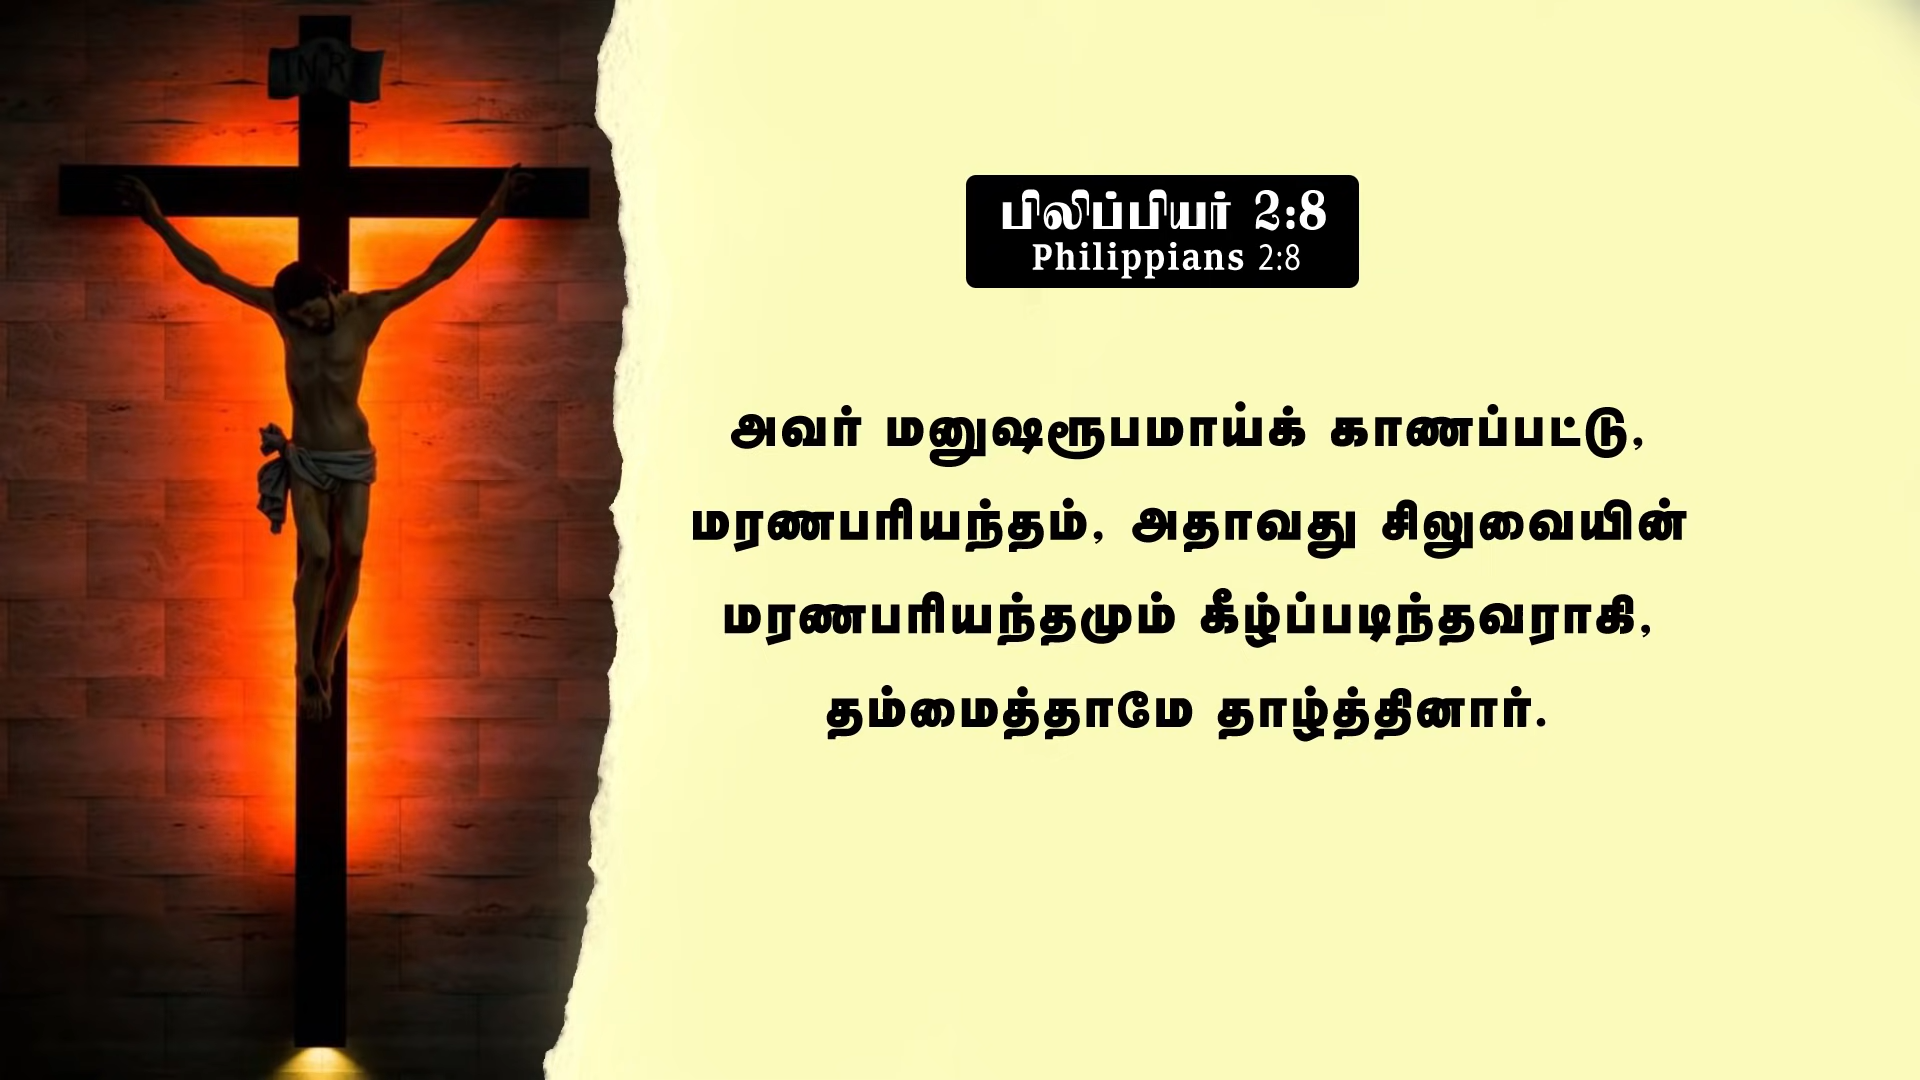 INR
பிலிப்பியர் 2:8
Philippians 2:8
அவர் மனுஷரூபமாய்க் காணப்பட்டு,
மரணபரியந்தம், அதாவது சிலுவையின்
மரணபரியந்தமும் கீழ்ப்படிந்தவராகி,
தம்மைத்தாமே தாழ்த்தினார்.